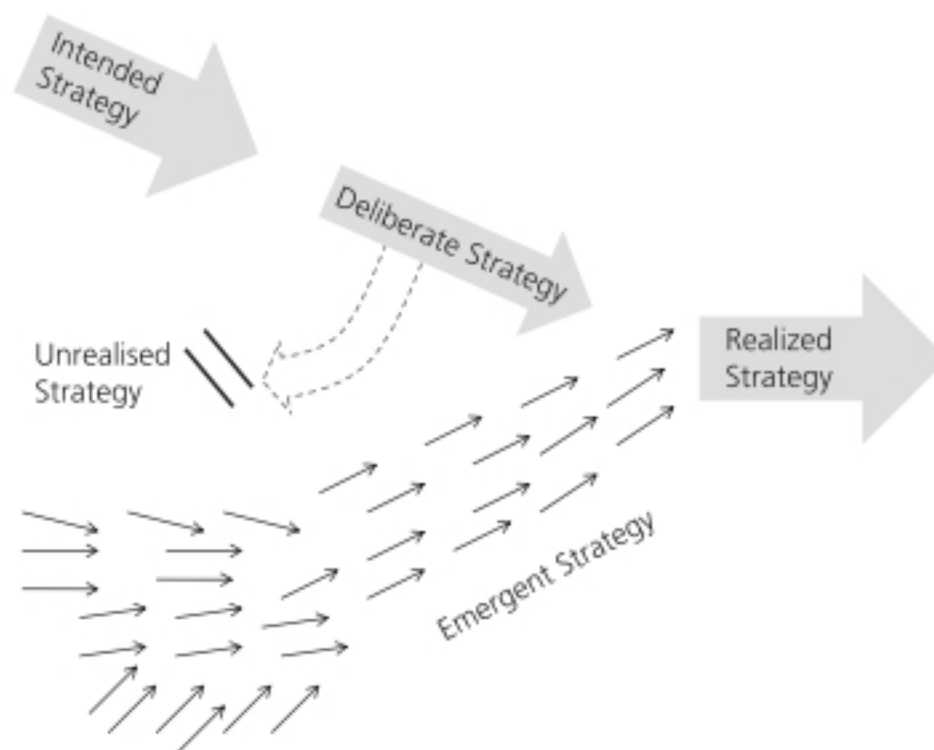 Intended
Strategy
Deliberate Strategy
Unrealised
Strategy
Realized
Strategy
Emergent Strategy